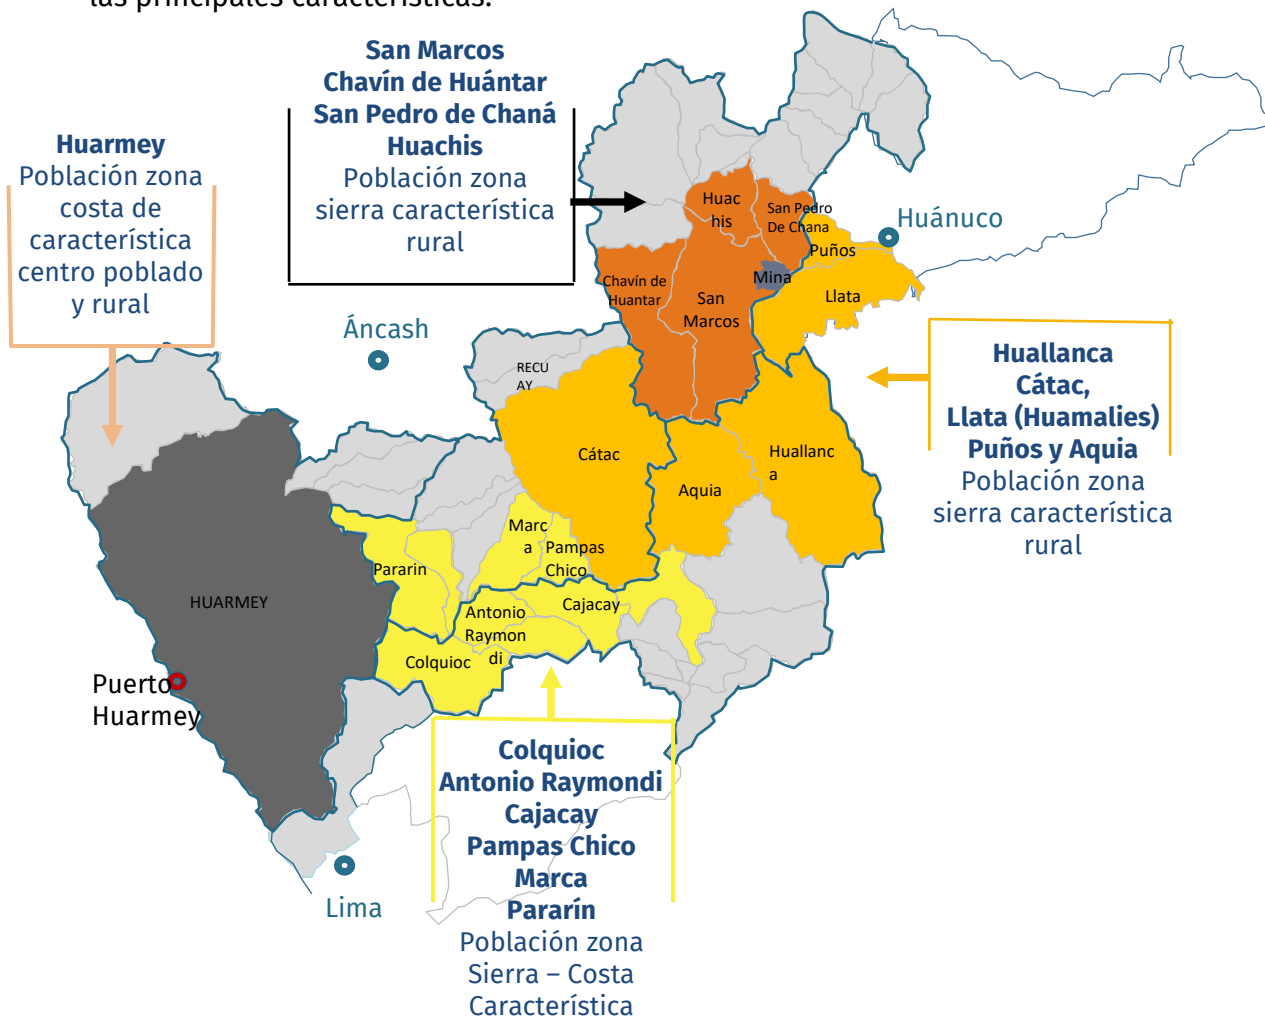 las principales características.
San Marcos
Chavín de Huántar
San Pedro de Chaná
Huachis
Población zona
sierra característica
rural
Huarmey
Población zona
costa de
característica
centro poblado
y rural
Huac
his
San Pedro
De Chana
Huánuco
Puños
Mina
Chavín de
Huantar
Llata
San
Marcos
Áncash
RECU
AY
Huallanca
Cátac,
Llata (Huamalies)
Puños y Aquia
Población zona
sierra característica
rural
Cátac
Huallanc
a
Aquia
Marc
a
Pampas
Chico
Pararin
HUARMEY
Cajacay
Antonio
Raymon
di
Colquioc
Puerto
Huarmey
Colquioc
Antonio Raymondi
Cajacay
Pampas Chico
Marca
Pararín
Población zona
Sierra – Costa
Característica
Lima